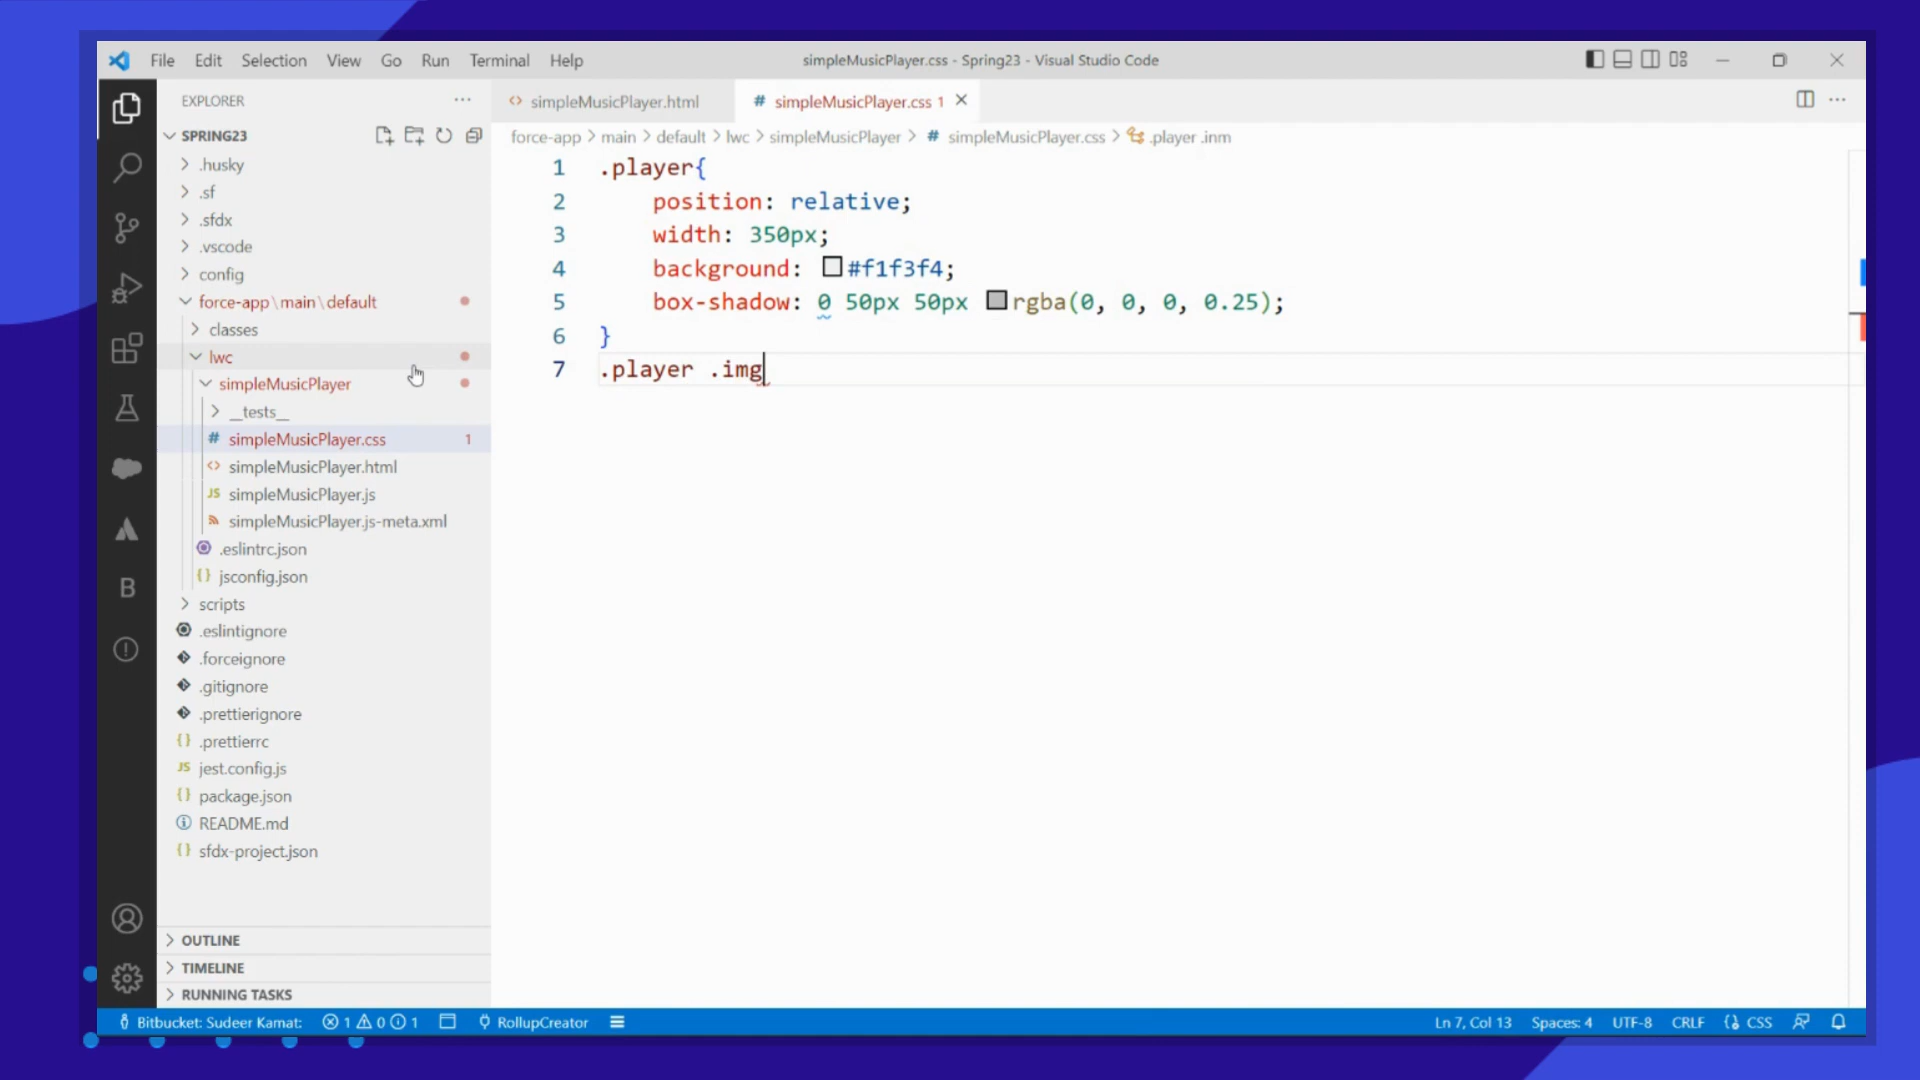 File Edit Selection View Go Run Terminal Help
simpleMusicPlayer.css - Spring23 - Visual Studio Code
EXPLORER
SPRING23
.husky
.sf
.sfdx
.vscode
config
force-app\main\default
classes
lwc
simpleMusicPlayer
__tests__
simpleMusicPlayer.css 1
simpleMusicPlayer.html
JS simpleMusicPlayer.js
simpleMusicPlayer.js-meta.xml
.eslintrc.json
{} jsconfig.json
scripts
.eslintignore
.forceignore
.gitignore
.prettierignore
{} .prettierrc
JS jest.config.js
{} package.json
README.md
{} sfdx-project.json
OUTLINE
TIMELINE
RUNNING TASKS
<> simpleMusicPlayer.html # simpleMusicPlayer.css 1
force-app > main > default > lwc > simpleMusicPlayer > # simpleMusicPlayer.css > .player .inm
1 .player{
2 position: relative;
3 width: 350px;
4 background: #f1f3f4;
5 box-shadow: 0 50px 50px rgba(0, 0, 0, 0.25);
6 }
7 .player .img
B
Bitbucket: Sudeer Kamat: 1 0 1 RollupCreator
Ln 7, Col 13 Spaces: 4 UTF-8 CRLF CSS